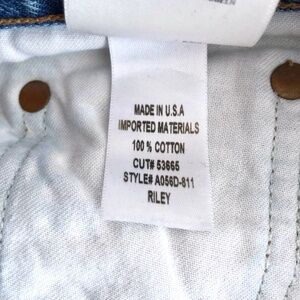 MADE IN U.S.A
IMPORTED MATERIALS
100 % COTTON
CUT# 53665
STYLE# A056D-811
RILEY